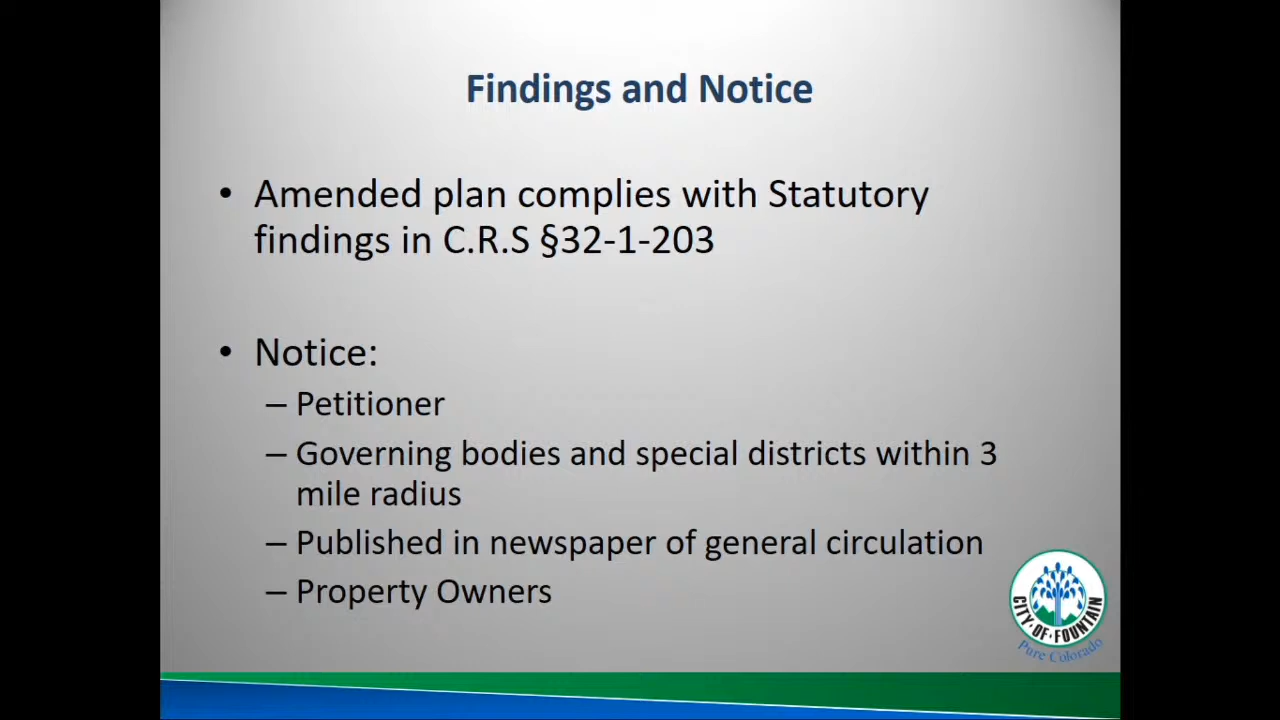 Findings and Notice
• Amended plan complies with Statutory
findings in C.R.S §32-1-203
• Notice:
– Petitioner
– Governing bodies and special districts within 3
mile radius
– Published in newspaper of general circulation
– Property Owners
CITY·OF·FOUNTAIN
Pure Colorado